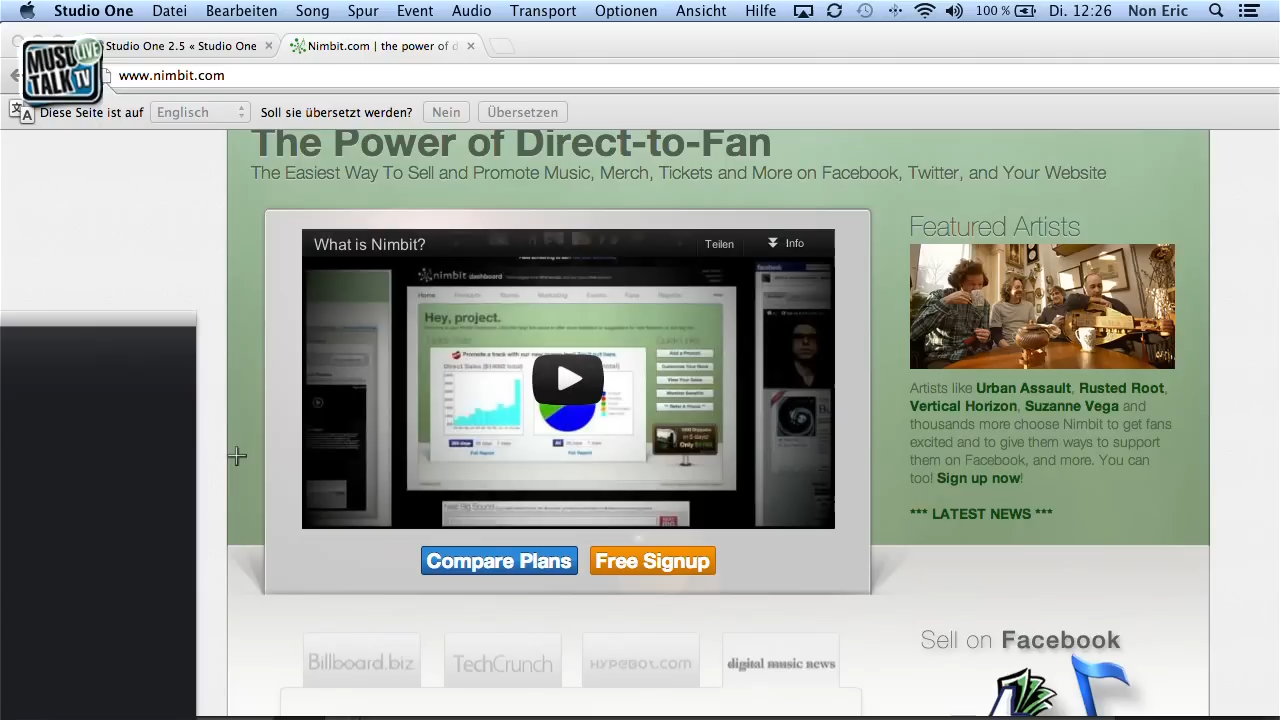 Studio One Datei Bearbeiten Song Spur Event Audio Transport Optionen Ansicht Hilfe 100 % Di. 12:26 Non Eric
Studio One 2.5 « Studio One
Nimbit.com | the power of d
MUSO TALK TV LIVE
www.nimbit.com
Diese Seite ist auf Englisch Soll sie übersetzt werden? Nein Übersetzen
The Power of Direct-to-Fan
The Easiest Way To Sell and Promote Music, Merch, Tickets and More on Facebook, Twitter, and Your Website
What is Nimbit? Teilen Info
nimbit dashboard
Home
Hey, project.
Compare Plans Free Signup
Featured Artists
Artists like Urban Assault, Rusted Root,
Vertical Horizon, Suzanne Vega and
thousands more choose Nimbit to get fans
excited and to give them ways to support
them on Facebook, and more. You can
too! Sign up now!
*** LATEST NEWS ***
Billboard.biz TechCrunch HYPEBOT.COM digital music news
Sell on Facebook